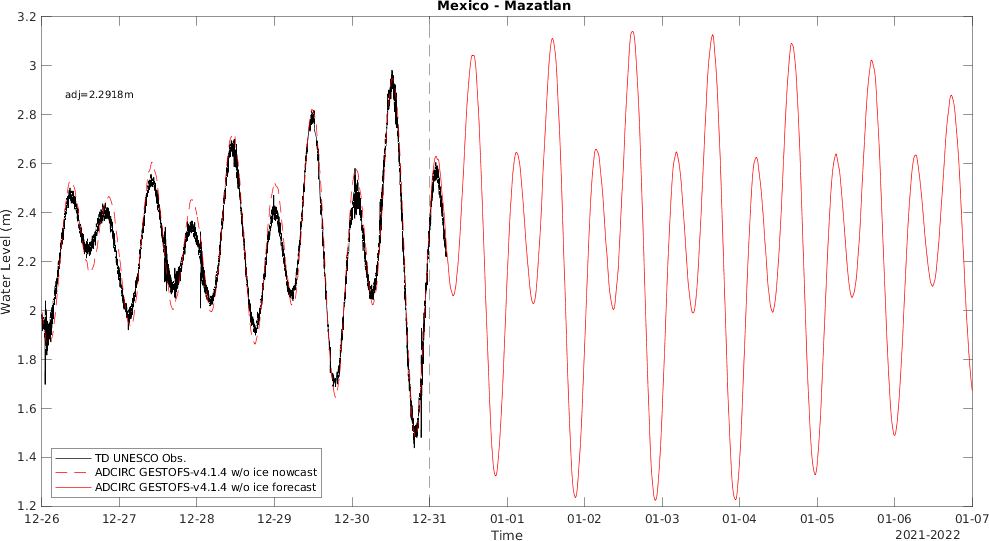 Mexico - Mazatlan
3.2
3
2.8
2.6
2.4
2.2
2
1.8
1.6
1.4
1.2
Water Level (m)
adj=2.2918m
TD UNESCO Obs.
ADCIRC GESTOFS-v4.1.4 w/o ice nowcast
ADCIRC GESTOFS-v4.1.4 w/o ice forecast
12-26 12-27 12-28 12-29 12-30 12-31 01-01 01-02 01-03 01-04 01-05 01-06 01-07
Time
2021-2022